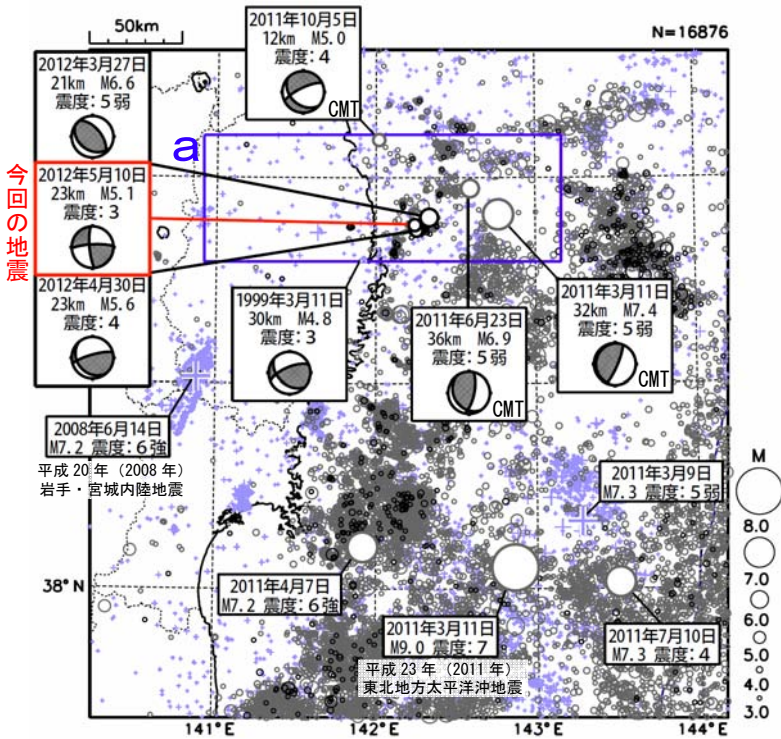 50km
N=16876
2011年10月5日
12km M5.0
震度：4
CMT
2012年3月27日
21km M6.6
震度：5弱
a
今回の地震
2012年5月10日
23km M5.1
震度：3
2012年4月30日
23km M5.6
震度：4
1999年3月11日
30km M4.8
震度：3
2011年6月23日
36km M6.9
震度：5弱
CMT
2011年3月11日
32km M7.4
震度：5弱
CMT
2008年6月14日
M7.2 震度：6強
平成20年（2008年）
岩手・宮城内陸地震
2011年3月9日
M7.3 震度：5弱
2011年4月7日
M7.2 震度：6強
2011年3月11日
M9.0 震度：7
平成23年（2011年）
東北地方太平洋沖地震
2011年7月10日
M7.3 震度：4
M
8.0
7.0
6.0
5.0
4.0
3.0
38°N
141°E
142°E
143°E
144°E